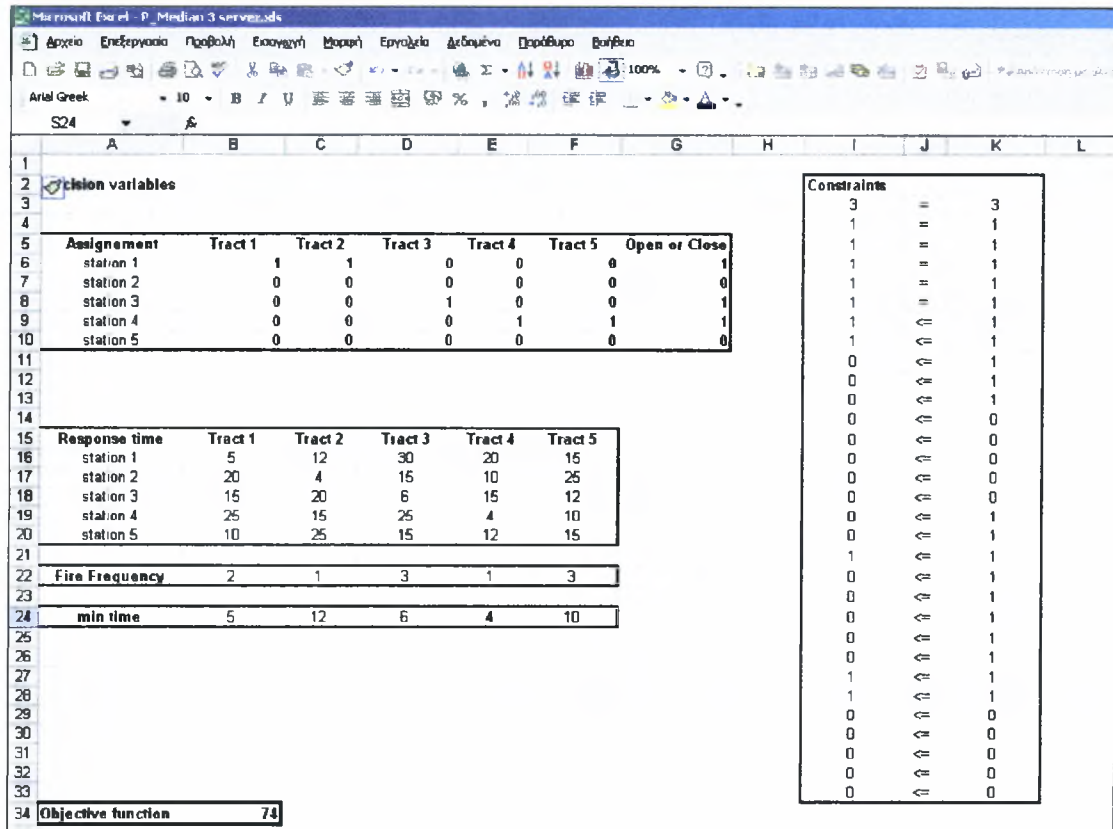 Microsoft Excel - P_Median 3 server.xls
Αρχείο Επεξεργασία Προβολή Εισαγωγή Μορφή Εργαλεία Δεδομένα Παράθυρο Βοήθεια
100%
Arial Greek 10 B I U %
S24 fx
A B C D E F G H I J K L
1
2 cision variables Constraints
3 3 = 3
4 1 = 1
5 Assignement Tract 1 Tract 2 Tract 3 Tract 4 Tract 5 Open or Close 1 = 1
6 station 1 1 1 0 0 0 1 1 = 1
7 station 2 0 0 0 0 0 0 1 = 1
8 station 3 0 0 1 0 0 1 1 = 1
9 station 4 0 0 0 1 1 1 1 <= 1
10 station 5 0 0 0 0 0 0 1 <= 1
11 0 <= 1
12 0 <= 1
13 0 <= 1
14 0 <= 0
15 Response time Tract 1 Tract 2 Tract 3 Tract 4 Tract 5 0 <= 0
16 station 1 5 12 30 20 15 0 <= 0
17 station 2 20 4 15 10 25 0 <= 0
18 station 3 15 20 6 15 12 0 <= 0
19 station 4 25 15 25 4 10 0 <= 1
20 station 5 10 25 15 12 15 0 <= 1
21 1 <= 1
22 Fire Frequency 2 1 3 1 3 0 <= 1
23 0 <= 1
24 min time 5 12 6 4 10 0 <= 1
25 0 <= 1
26 0 <= 1
27 1 <= 1
28 1 <= 1
29 0 <= 0
30 0 <= 0
31 0 <= 0
32 0 <= 0
33 0 <= 0
34 Objective function 74